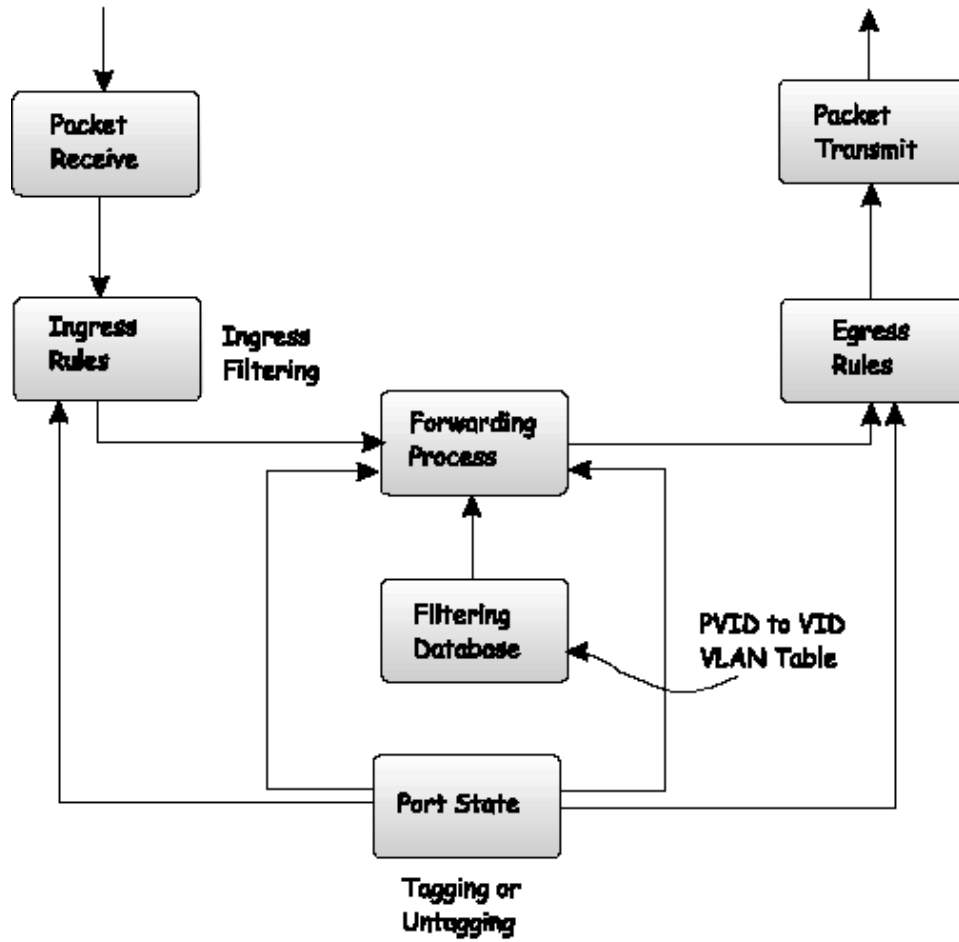 Packet
Receive
Packet
Transmit
Ingress
Rules
Ingress
Filtering
Egress
Rules
Forwarding
Process
Filtering
Database
PVID to VID
VLAN Table
Port State
Tagging or
Untagging